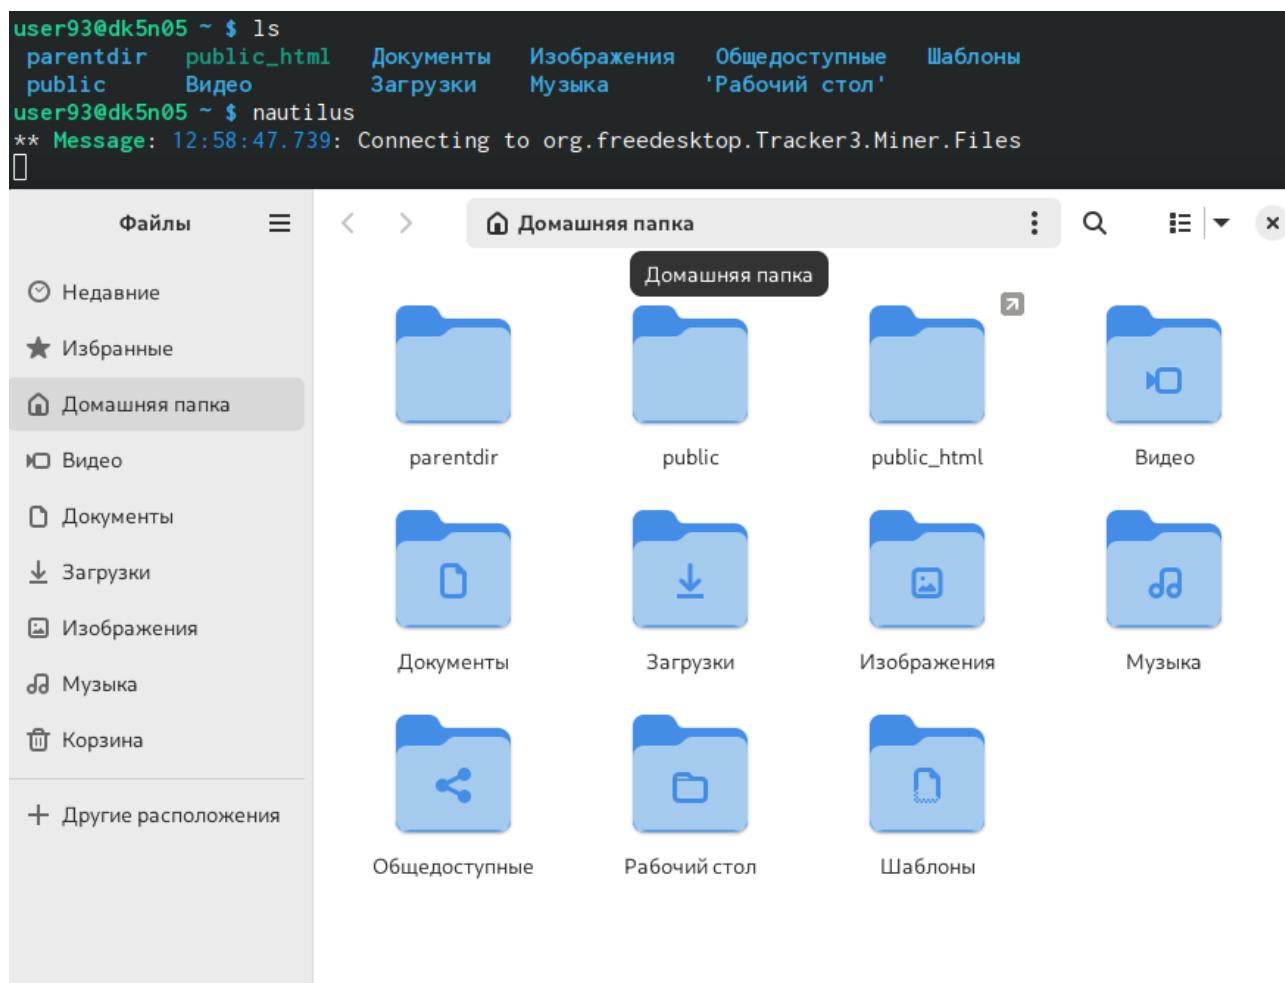 user93@dk5n05 ~ $ ls
parentdir public_html Документы Изображения Общедоступные Шаблоны
public Видео Загрузки Музыка 'Рабочий стол'
user93@dk5n05 ~ $ nautilus
** Message: 12:58:47.739: Connecting to org.freedesktop.Tracker3.Miner.Files
Файлы
Домашняя папка
Домашняя папка
Недавние
Избранные
Домашняя папка
Видео
Документы
Загрузки
Изображения
Музыка
Корзина
Другие расположения
parentdir public public_html Видео
Документы Загрузки Изображения Музыка
Общедоступные Рабочий стол Шаблоны